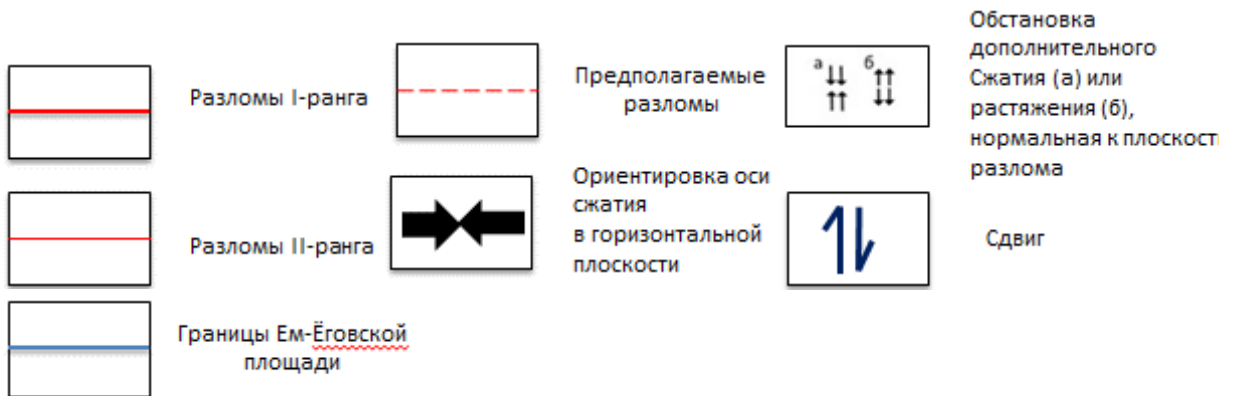 Разломы I-ранга
Предполагаемые
разломы
а
б
Обстановка
дополнительного
Сжатия (а) или
растяжения (б),
нормальная к плоскост
разлома
Разломы II-ранга
Ориентировка оси
сжатия
в горизонтальной
плоскости
Сдвиг
Границы Ем-Ёговской
площади